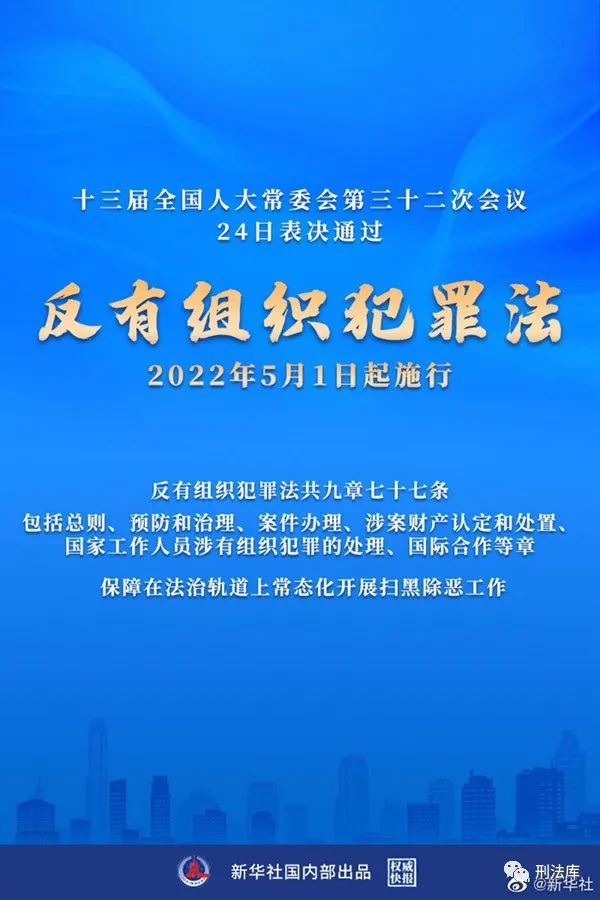 十三届全国人大常委会第三十二次会议
24日表决通过
反有组织犯罪法
2022年5月1日起施行
反有组织犯罪法共九章七十七条
包括总则、预防和治理、案件办理、涉案财产认定和处置、
国家工作人员涉有组织犯罪的处理、国际合作等章
保障在法治轨道上常态化开展扫黑除恶工作
新华社国内部出品
权威
快报
刑法库
@新华社